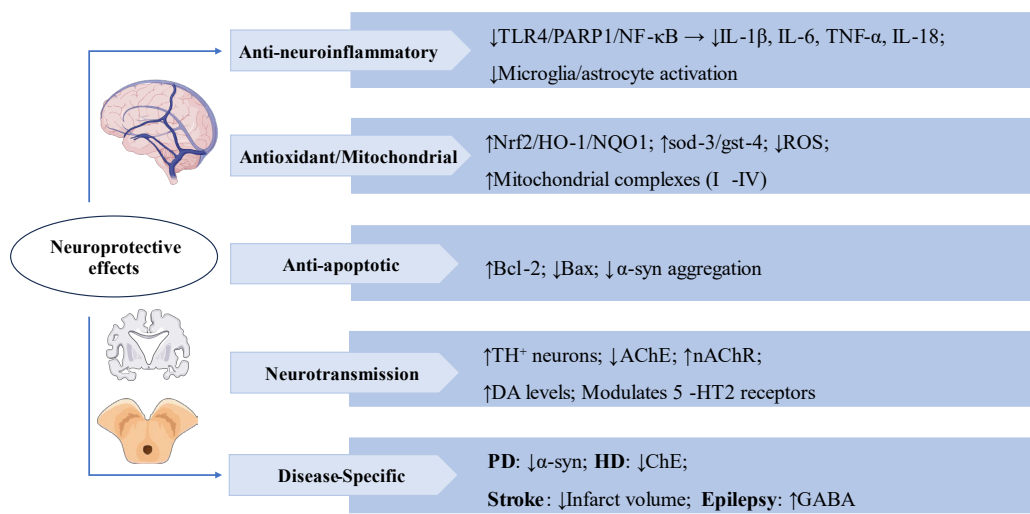 Neuroprotective
effects
Anti-neuroinflammatory
↓TLR4/PARP1/NF-κB → ↓IL-1β, IL-6, TNF-α, IL-18;
↓Microglia/astrocyte activation
Antioxidant/Mitochondrial
↑Nrf2/HO-1/NQO1; ↑sod-3/gst-4; ↓ROS;
↑Mitochondrial complexes (I -IV)
Anti-apoptotic
↑Bcl-2; ↓Bax; ↓α-syn aggregation
Neurotransmission
↑TH⁺ neurons; ↓AChE; ↑nAChR;
↑DA levels; Modulates 5 -HT2 receptors
Disease-Specific
PD: ↓α-syn; HD: ↓ChE;
Stroke: ↓Infarct volume; Epilepsy: ↑GABA